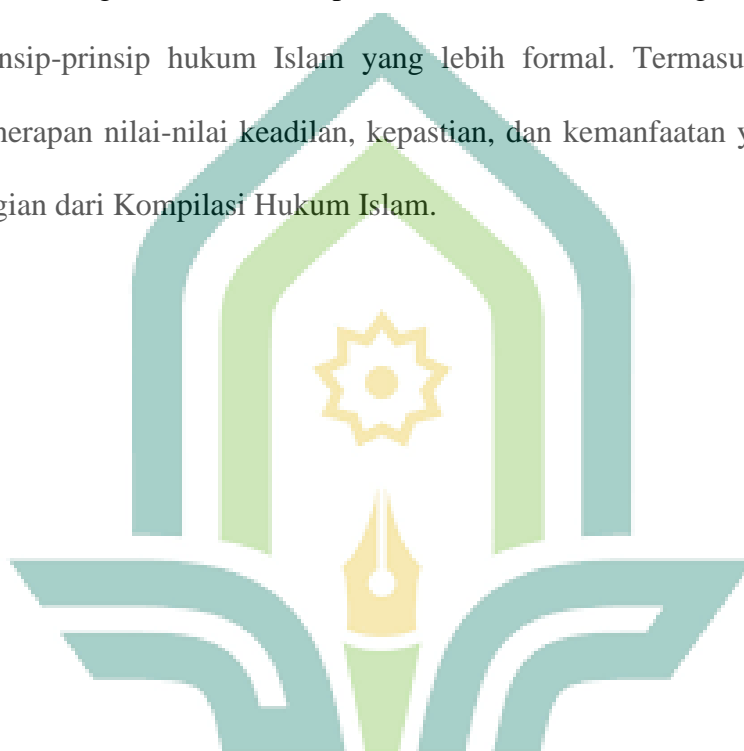 nsip-prinsip hukum Islam yang lebih formal. Termasu
nerapan nilai-nilai keadilan, kepastian, dan kemanfaatan y
gian dari Kompilasi Hukum Islam.